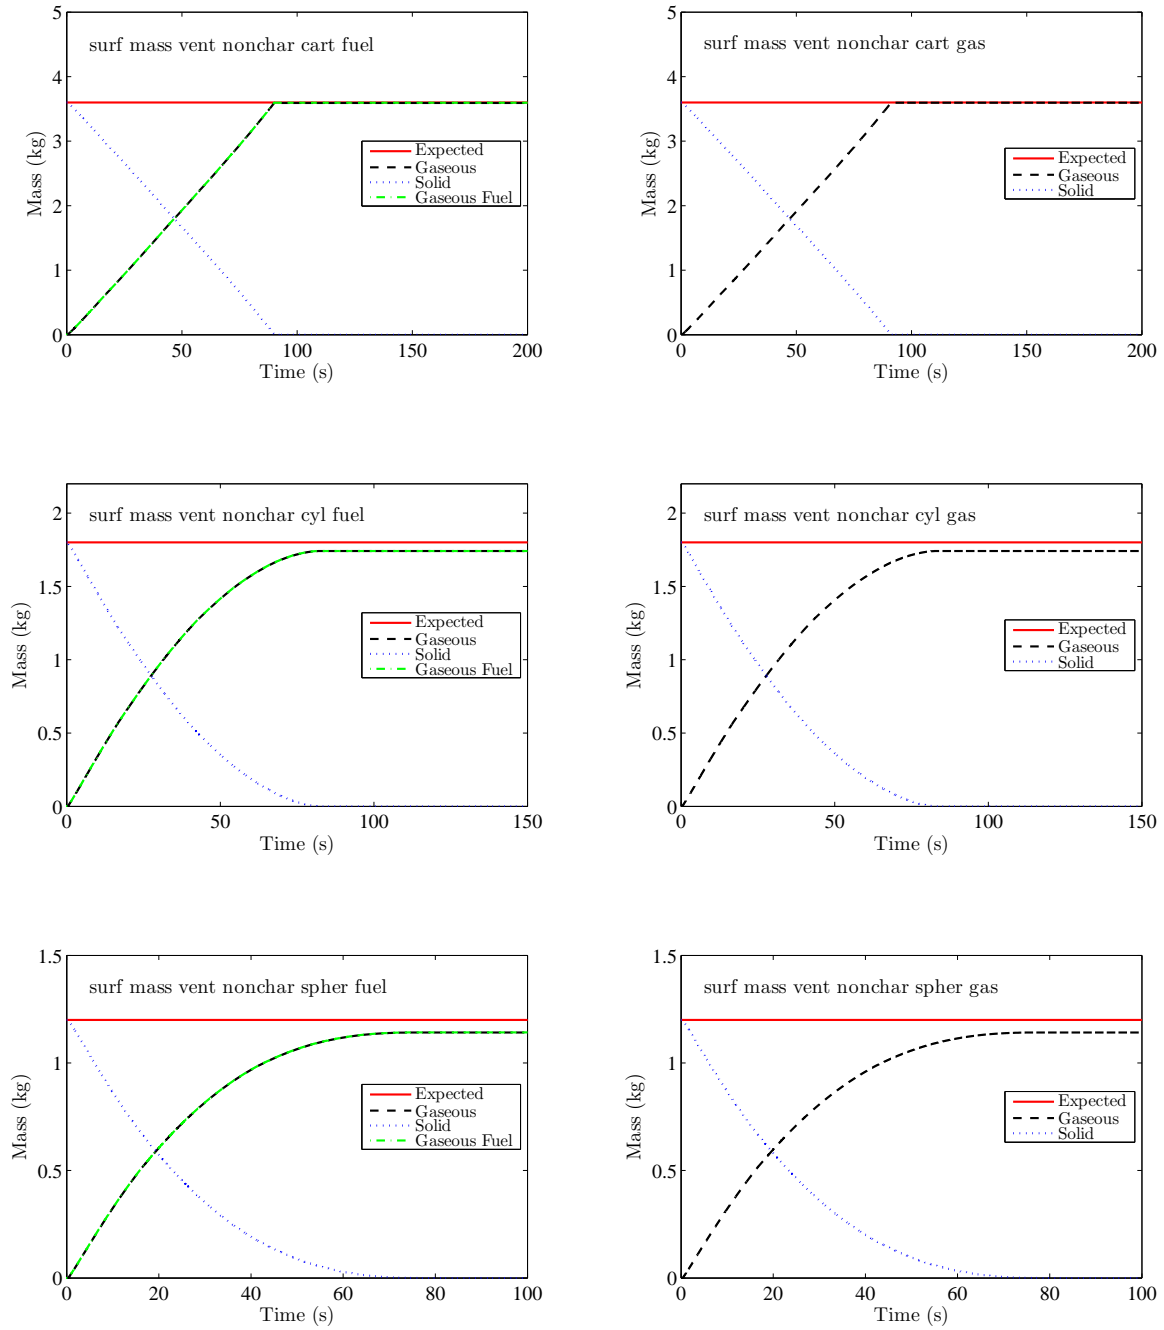 surf mass vent nonchar cart fuel
Mass (kg)
5
4
3
2
1
0
Expected
Gaseous
Solid
Gaseous Fuel
0 50 100 150 200
Time (s)
surf mass vent nonchar cart gas
Mass (kg)
5
4
3
2
1
0
Expected
Gaseous
Solid
0 50 100 150 200
Time (s)
surf mass vent nonchar cyl fuel
Mass (kg)
2
1.5
1
0.5
0
Expected
Gaseous
Solid
Gaseous Fuel
0 50 100 150
Time (s)
surf mass vent nonchar cyl gas
Mass (kg)
2
1.5
1
0.5
0
Expected
Gaseous
Solid
0 50 100 150
Time (s)
surf mass vent nonchar spher fuel
Mass (kg)
1.5
1
0.5
0
Expected
Gaseous
Solid
Gaseous Fuel
0 20 40 60 80 100
Time (s)
surf mass vent nonchar spher gas
Mass (kg)
1.5
1
0.5
0
Expected
Gaseous
Solid
0 20 40 60 80 100
Time (s)